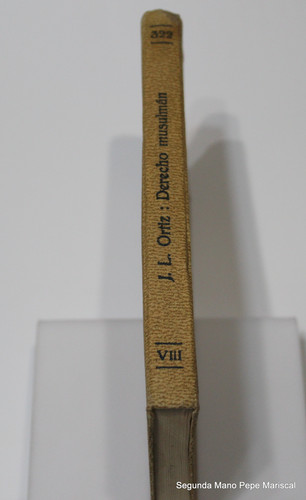 322
J. L. Ortiz : Derecho musulmán
VIII
Segunda Mano Pepe Mariscal